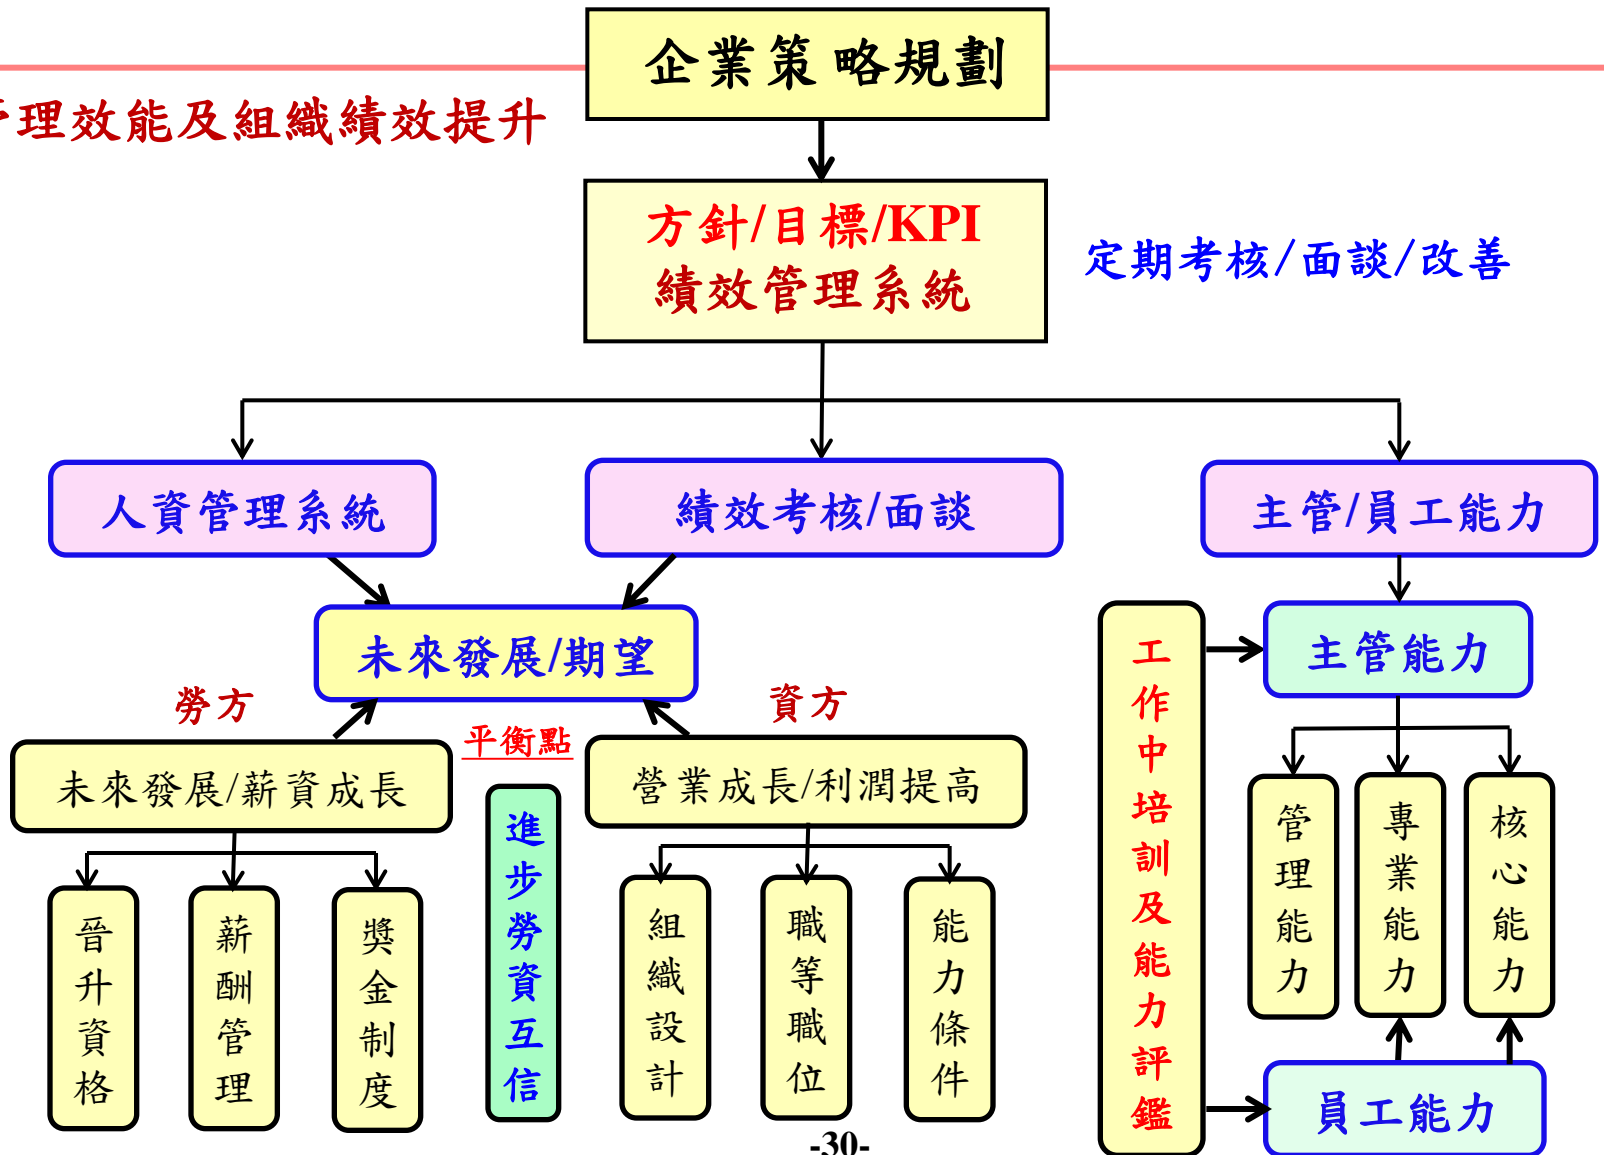 企業策略規劃
管理效能及組織績效提升
方針/目標/KPI
績效管理系統
定期考核/面談/改善
人資管理系統
績效考核/面談
主管/員工能力
未來發展/期望
主管能力
勞方
資方
平衡點
未來發展/薪資成長
營業成長/利潤提高
進步勞資互信
工作中培訓及能力評鑑
晉升資格
薪酬管理
獎金制度
組織設計
職等職位
能力條件
管理能力
專業能力
核心能力
員工能力
-30-